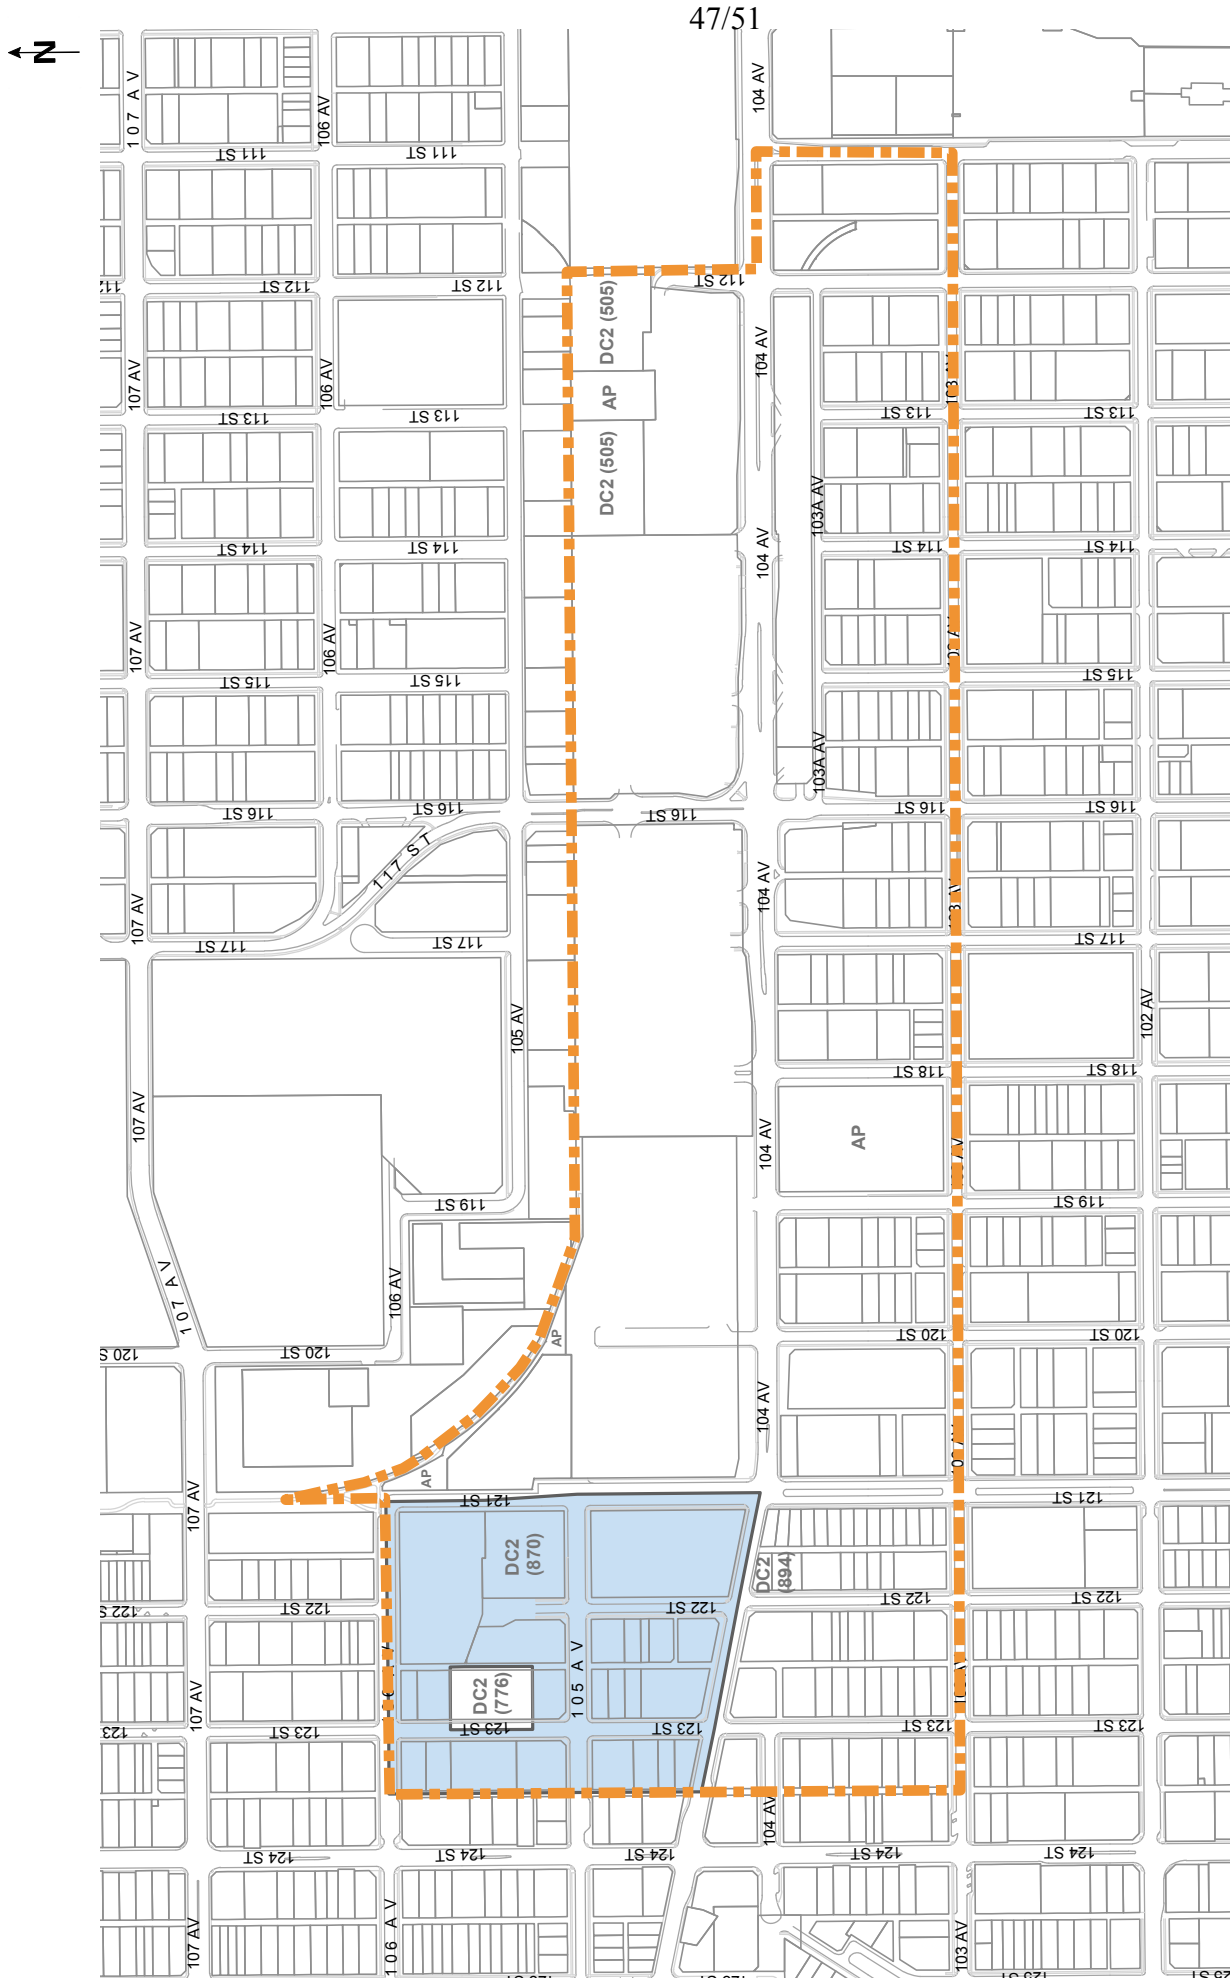 47/51
N
107 AV
106 AV
104 AV
111 ST
111 ST
112
112 ST
112 ST
112 ST
DC2 (505)
107 AV
106 AV
104 AV
103 AV
AP
113 ST
113 ST
113 ST
113 ST
DC2 (505)
103A AV
114 ST
114 ST
104 AV
114 ST
114 ST
107 AV
106 AV
115 ST
115 ST
115 ST
103A AV
116 ST
116 ST
116 ST
116 ST
116 ST
117 ST
107 AV
104 AV
103 AV
117 ST
117 ST
117 ST
105 AV
102 AV
118 ST
118 ST
107 AV
104 AV
AP
119 ST
119 ST
107 AV
106 AV
120 S
120 ST
AP
120 ST
120 ST
104 AV
AP
107 AV
121 ST
121 ST
DC2
(870)
DC2
(894)
122 S
122 ST
122 ST
122 ST
122 ST
105 AV
DC2
(776)
107 AV
123
123 ST
123 ST
123 ST
123 ST
123 ST
104 AV
124 ST
124 ST
124 ST
124 ST
124 ST
107 AV
106 AV
103 AV